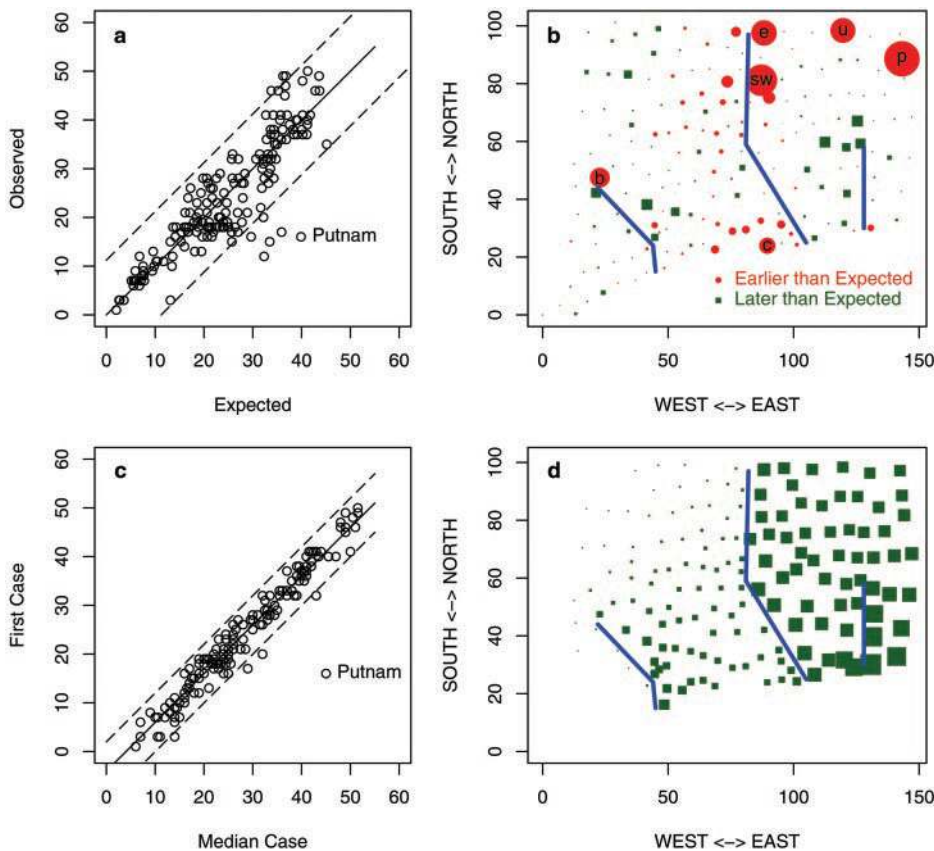 a
Observed
60
50
40
30
20
10
0
Putnam
0 10 20 30 40 50 60
Expected
b
SOUTH <-> NORTH
100
80
60
40
20
0
e
u
p
sw
b
c
Earlier than Expected
Later than Expected
0 50 100 150
WEST <-> EAST
c
First Case
60
50
40
30
20
10
0
Putnam
0 10 20 30 40 50 60
Median Case
d
SOUTH <-> NORTH
100
80
60
40
20
0
0 50 100 150
WEST <-> EAST